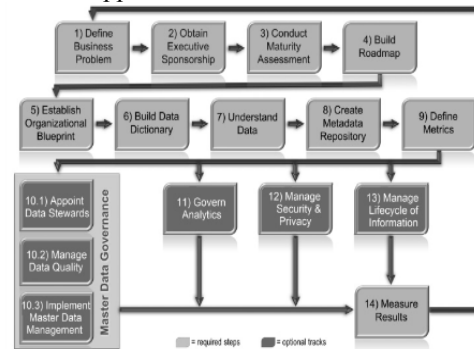 1) Define
Business
Problem
2) Obtain
Executive
Sponsorship
3) Conduct
Maturity
Assessment
4) Build
Roadmap
5) Establish
Organizational
Blueprint
6) Build Data
Dictionary
7) Understand
Data
8) Create
Metadata
Repository
9) Define
Metrics
10.1) Appoint
Data Stewards
10.2) Manage
Data Quality
10.3) Implement
Master Data
Management
Master Data Governance
11) Govern
Analytics
12) Manage
Security &
Privacy
13) Manage
Lifecycle of
Information
14) Measure
Results
= required steps
= optional tracks